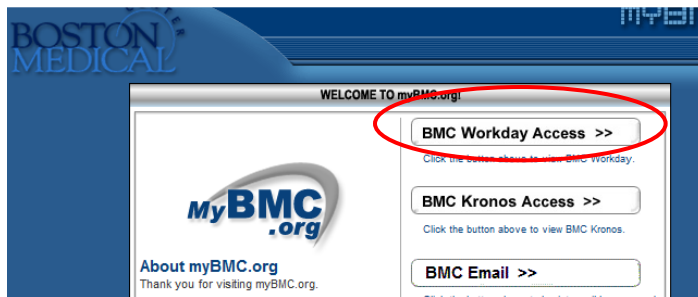 BOSTON
MEDICAL
CENTER
WELCOME TO myBMC.org!
BMC Workday Access >>
Click the button above to view BMC Workday.
MyBMC
.org
BMC Kronos Access >>
Click the button above to view BMC Kronos.
About myBMC.org
Thank you for visiting myBMC.org.
BMC Email >>